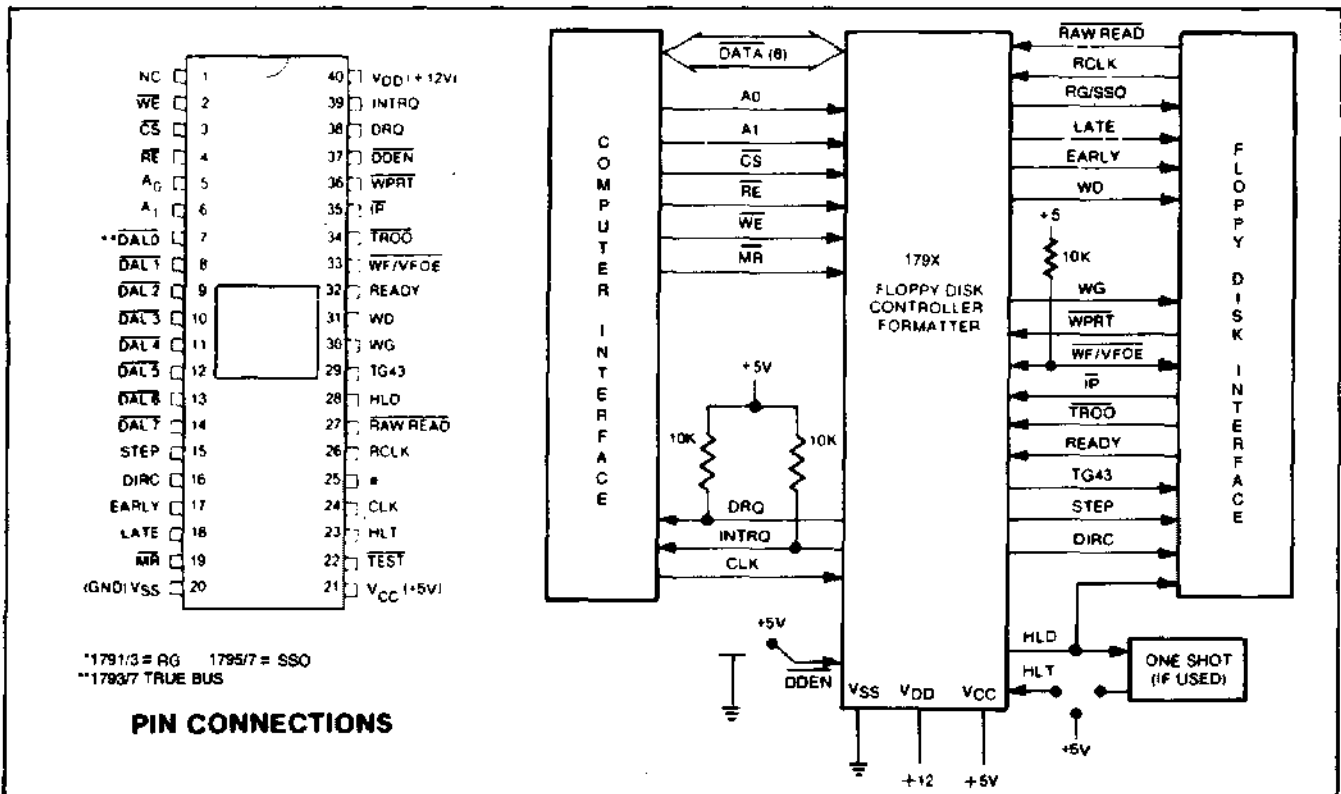 NC 1 40 VDD (+12V)
WE 2 39 INTRQ
CS 3 38 DRQ
RE 4 37 DDEN
A0 5 36 WPRT
A1 6 35 IP
**DAL0 7 34 TROO
DAL1 8 33 WF/VFOE
DAL2 9 32 READY
DAL3 10 31 WD
DAL4 11 30 WG
DAL5 12 29 TG43
DAL6 13 28 HLD
DAL7 14 27 RAW READ
STEP 15 26 RCLK
DIRC 16 25 *
EARLY 17 24 CLK
LATE 18 23 HLT
MR 19 22 TEST
(GND) VSS 20 21 VCC (+5V)
*1791/3 = RG 1795/7 = SSO
**1793/7 TRUE BUS
PIN CONNECTIONS
COMPUTER INTERFACE
DATA (8)
A0
A1
CS
RE
WE
MR
+5V
10K 10K
DRQ
INTRQ
CLK
+5V
DDEN
179X
FLOPPY DISK
CONTROLLER
FORMATTER
VSS VDD VCC
+12 +5V
RAW READ
RCLK
RG/SSO
LATE
EARLY
WD
+5
10K
WG
WPRT
WF/VFOE
IP
TROO
READY
TG43
STEP
DIRC
HLD
HLT
+5V
ONE SHOT
(IF USED)
FLOPPY DISK INTERFACE